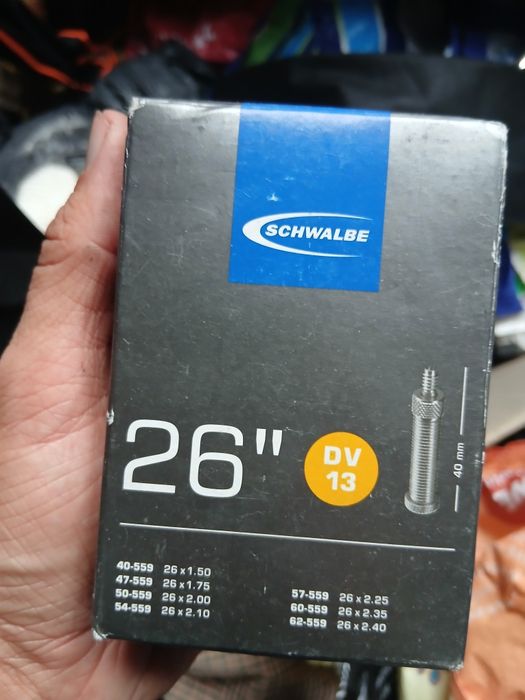 SCHWALBE
40 mm
26"
DV
13
40-559 26 x 1.50
47-559 26 x 1.75
50-559 26 x 2.00
54-559 26 x 2.10
57-559 26 x 2.25
60-559 26 x 2.35
62-559 26 x 2.40